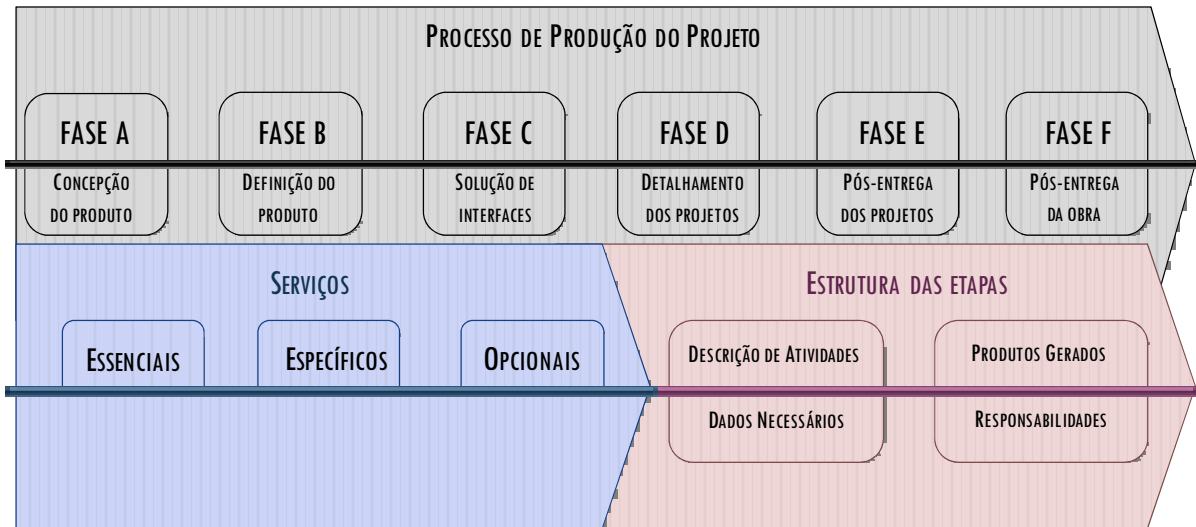 PROCESSO DE PRODUÇÃO DO PROJETO
FASE A
FASE B
FASE C
FASE D
FASE E
FASE F
CONCEPÇÃO
DO PRODUTO
DEFINIÇÃO DO
PRODUTO
SOLUÇÃO DE
INTERFACES
DETALHAMENTO
DOS PROJETOS
PÓS-ENTREGA
DOS PROJETOS
PÓS-ENTREGA
DA OBRA
SERVIÇOS
ESSENCIAIS
ESPECÍFICOS
OPCIONAIS
ESTRUTURA DAS ETAPAS
DESCRIÇÃO DE ATIVIDADES
DADOS NECESSÁRIOS
PRODUTOS GERADOS
RESPONSABILIDADES